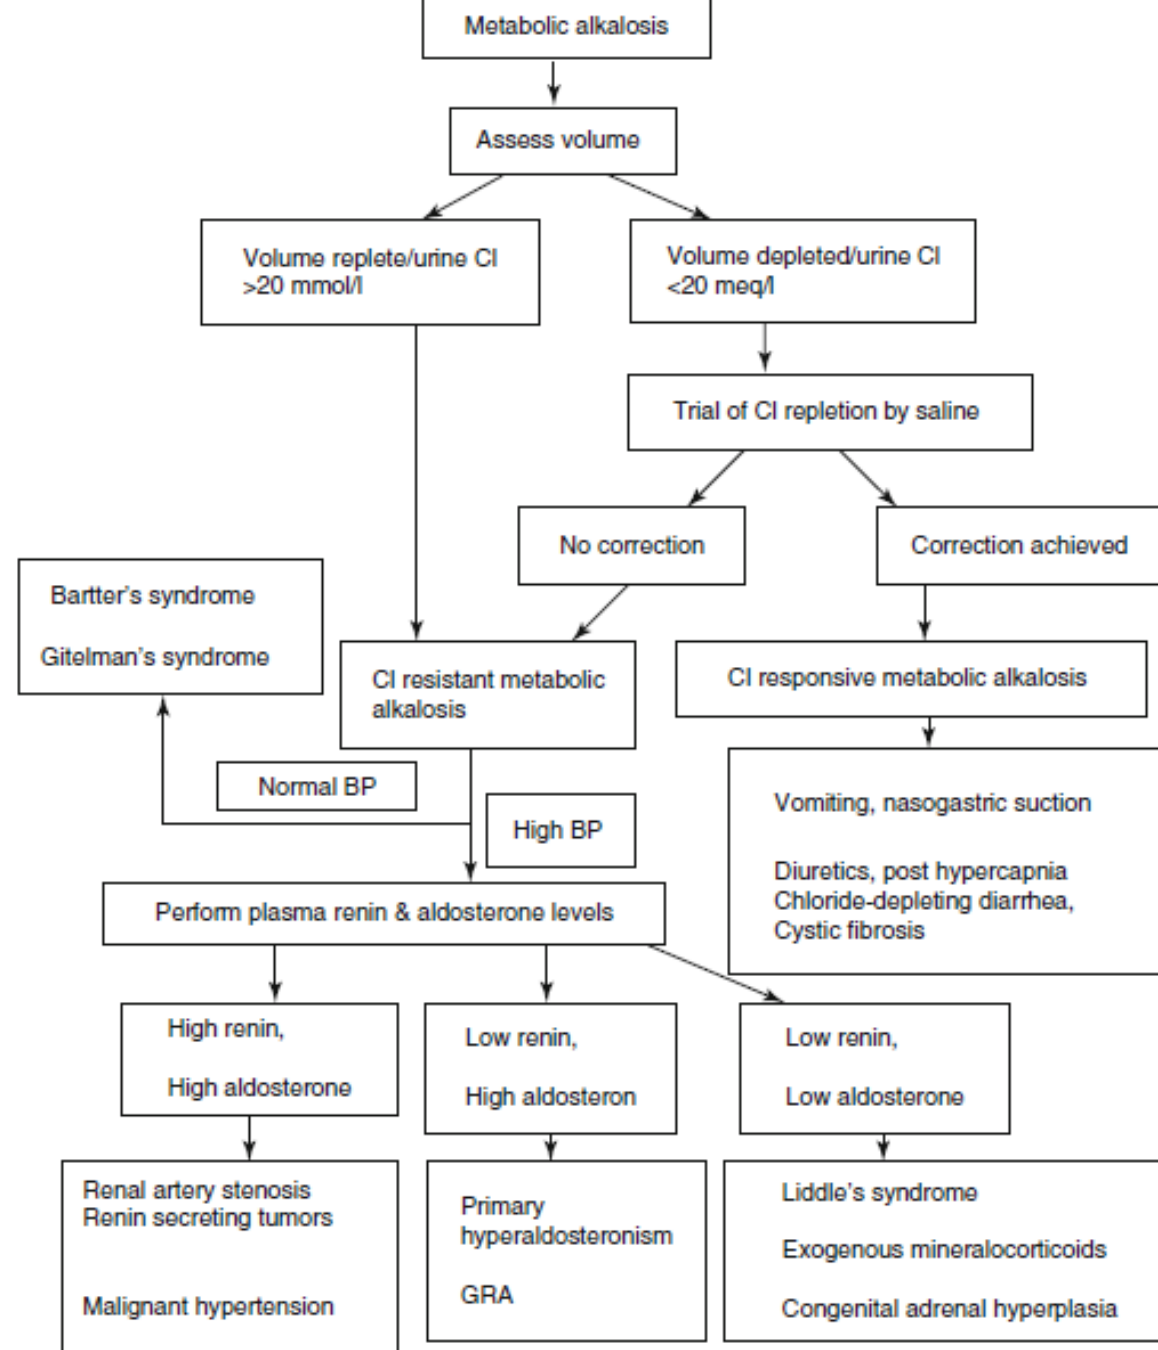 Metabolic alkalosis
Assess volume
Volume replete/urine Cl
>20 mmol/l
Volume depleted/urine Cl
<20 meq/l
Trial of Cl repletion by saline
No correction
Correction achieved
Bartter's syndrome
Gitelman's syndrome
Cl resistant metabolic
alkalosis
Cl responsive metabolic alkalosis
Normal BP
High BP
Vomiting, nasogastric suction
Diuretics, post hypercapnia
Chloride-depleting diarrhea,
Cystic fibrosis
Perform plasma renin & aldosterone levels
High renin,
High aldosterone
Low renin,
High aldosteron
Low renin,
Low aldosterone
Renal artery stenosis
Renin secreting tumors
Malignant hypertension
Primary
hyperaldosteronism
GRA
Liddle's syndrome
Exogenous mineralocorticoids
Congenital adrenal hyperplasia